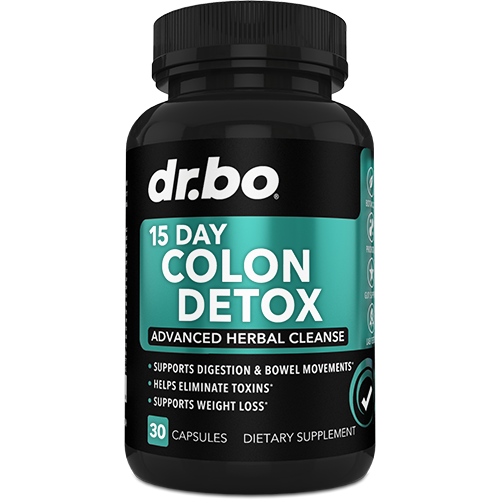 dr.bo®
15 DAY
COLON
DETOX
ADVANCED HERBAL CLEANSE
• SUPPORTS DIGESTION & BOWEL MOVEMENTS*
• HELPS ELIMINATE TOXINS*
• SUPPORTS WEIGHT LOSS*
30 CAPSULES DIETARY SUPPLEMENT